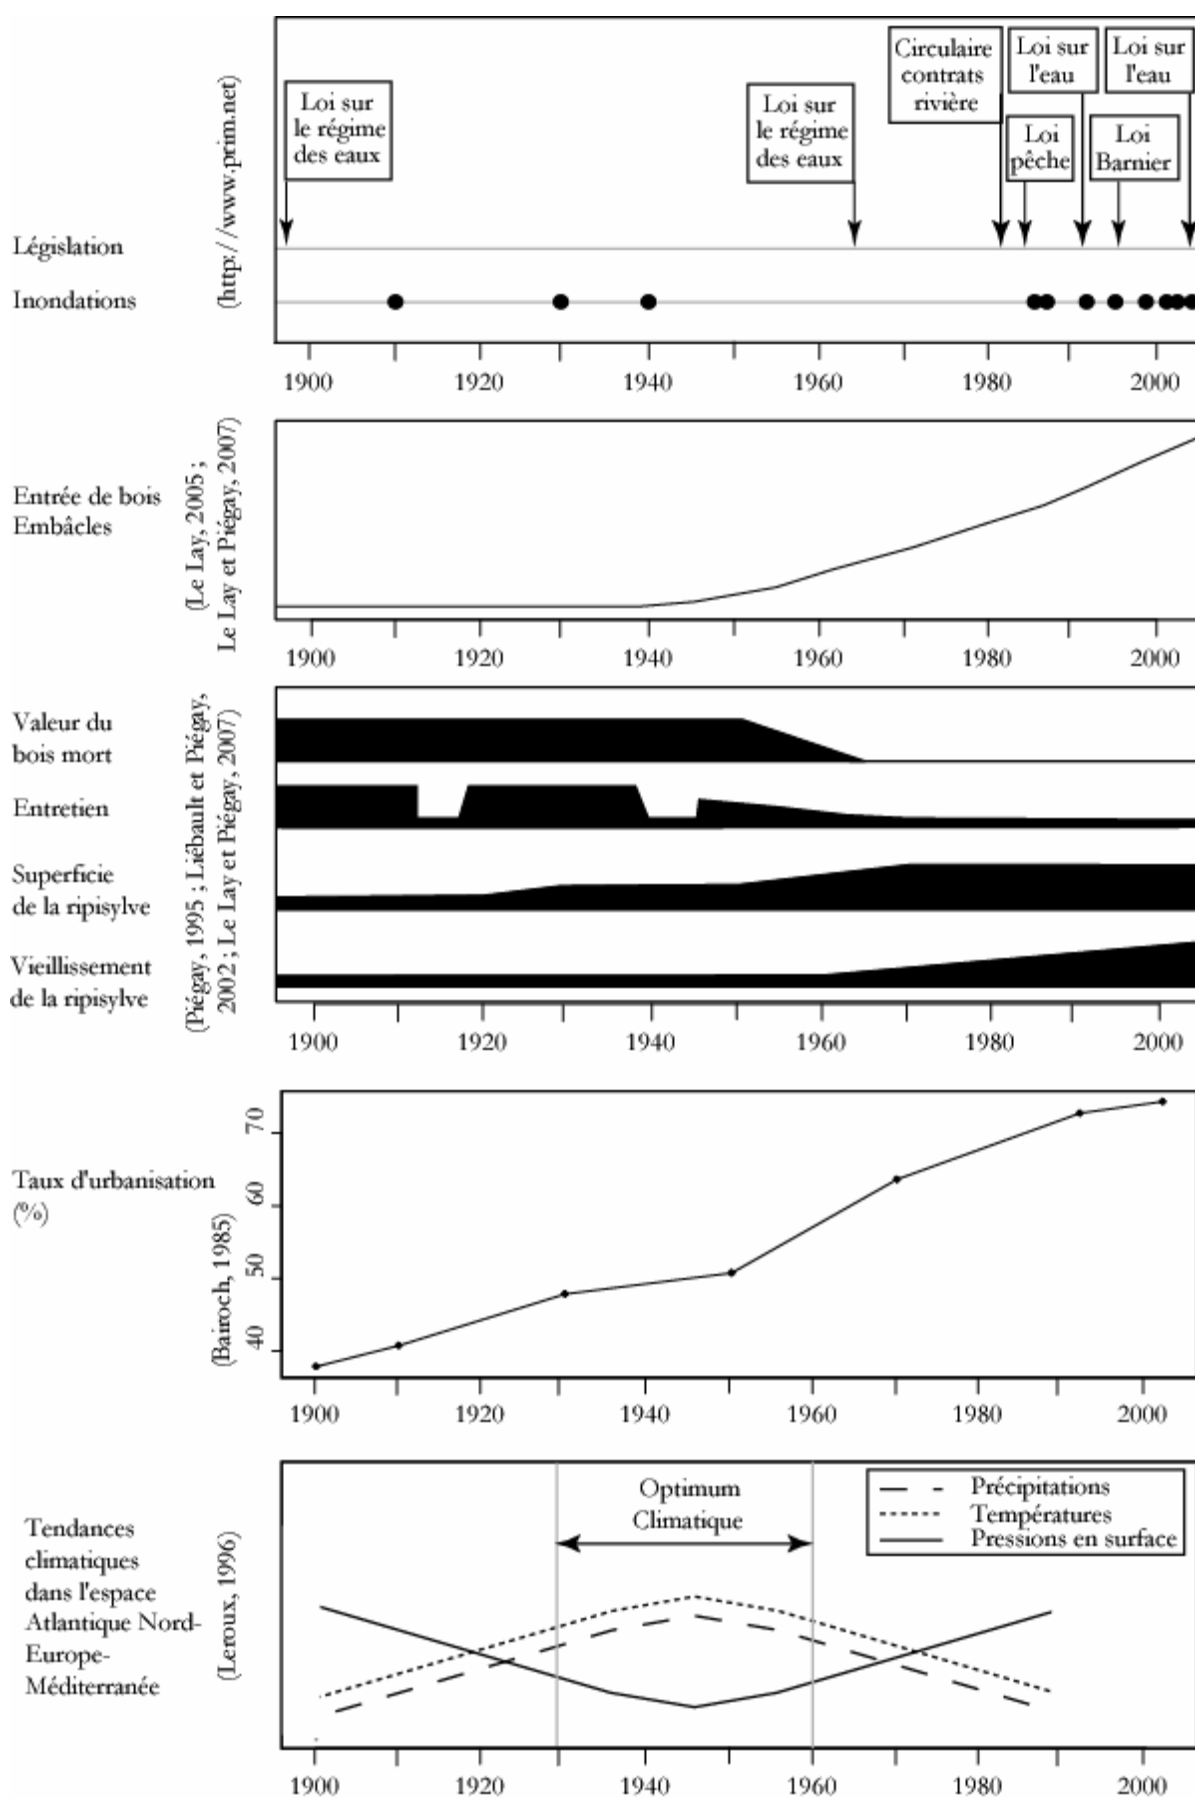 Loi sur
le régime
des eaux
Loi sur
le régime
des eaux
Circulaire
contrats
rivière
Loi sur
l'eau
Loi sur
l'eau
Loi
pêche
Loi
Barnier
Législation
Inondations
(http://www.prim.net)
1900 1920 1940 1960 1980 2000
Entrée de bois
Embâcles
(Le Lay, 2005 ;
Le Lay et Piégay, 2007)
1900 1920 1940 1960 1980 2000
Valeur du
bois mort
Entretien
Superficie
de la ripisylve
Vieillissement
de la ripisylve
(Piégay, 1995 ; Liébault et Piégay,
2002 ; Le Lay et Piégay, 2007)
1900 1920 1940 1960 1980 2000
Taux d'urbanisation
(%)
(Bairoch, 1985)
70
60
50
40
1900 1920 1940 1960 1980 2000
Tendances
climatiques
dans l'espace
Atlantique Nord-
Europe-
Méditerranée
(Leroux, 1996)
Optimum
Climatique
Précipitations
Températures
Pressions en surface
1900 1920 1940 1960 1980 2000